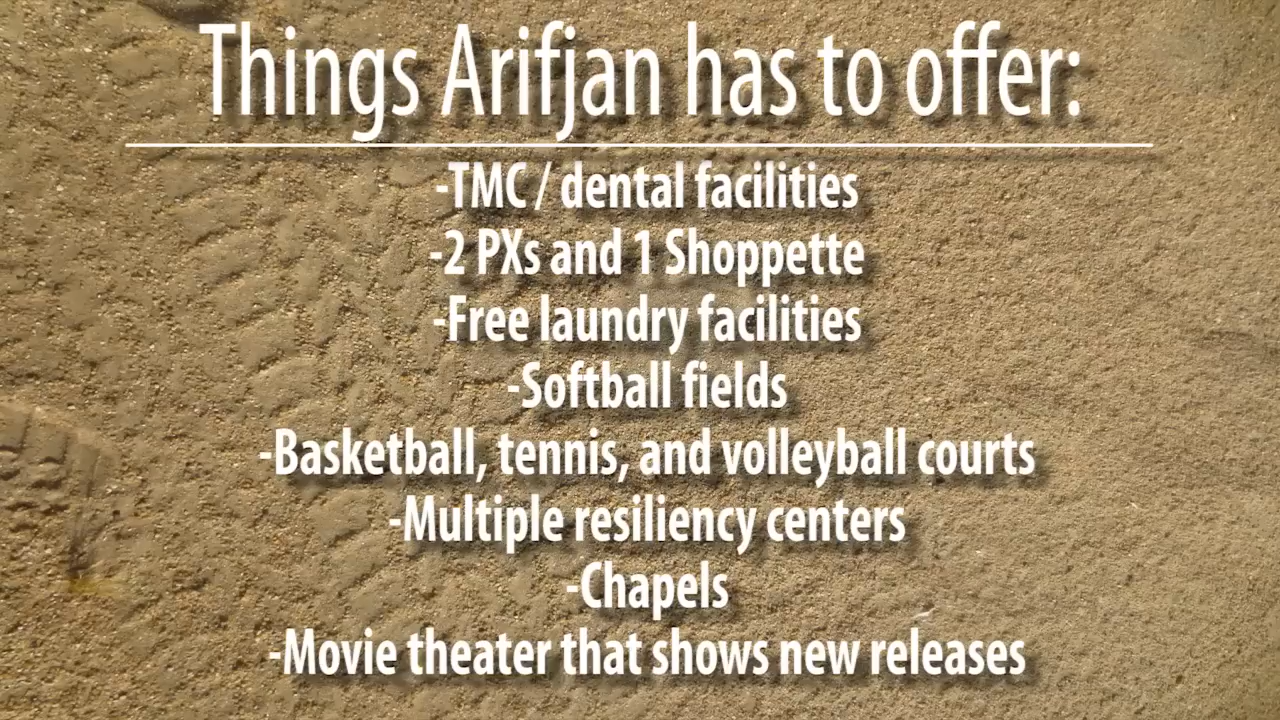 Things Arifjan has to offer:
-TMC / dental facilities
-2 PXs and 1 Shoppette
-Free laundry facilities
-Softball fields
-Basketball, tennis, and volleyball courts
-Multiple resiliency centers
-Chapels
-Movie theater that shows new releases